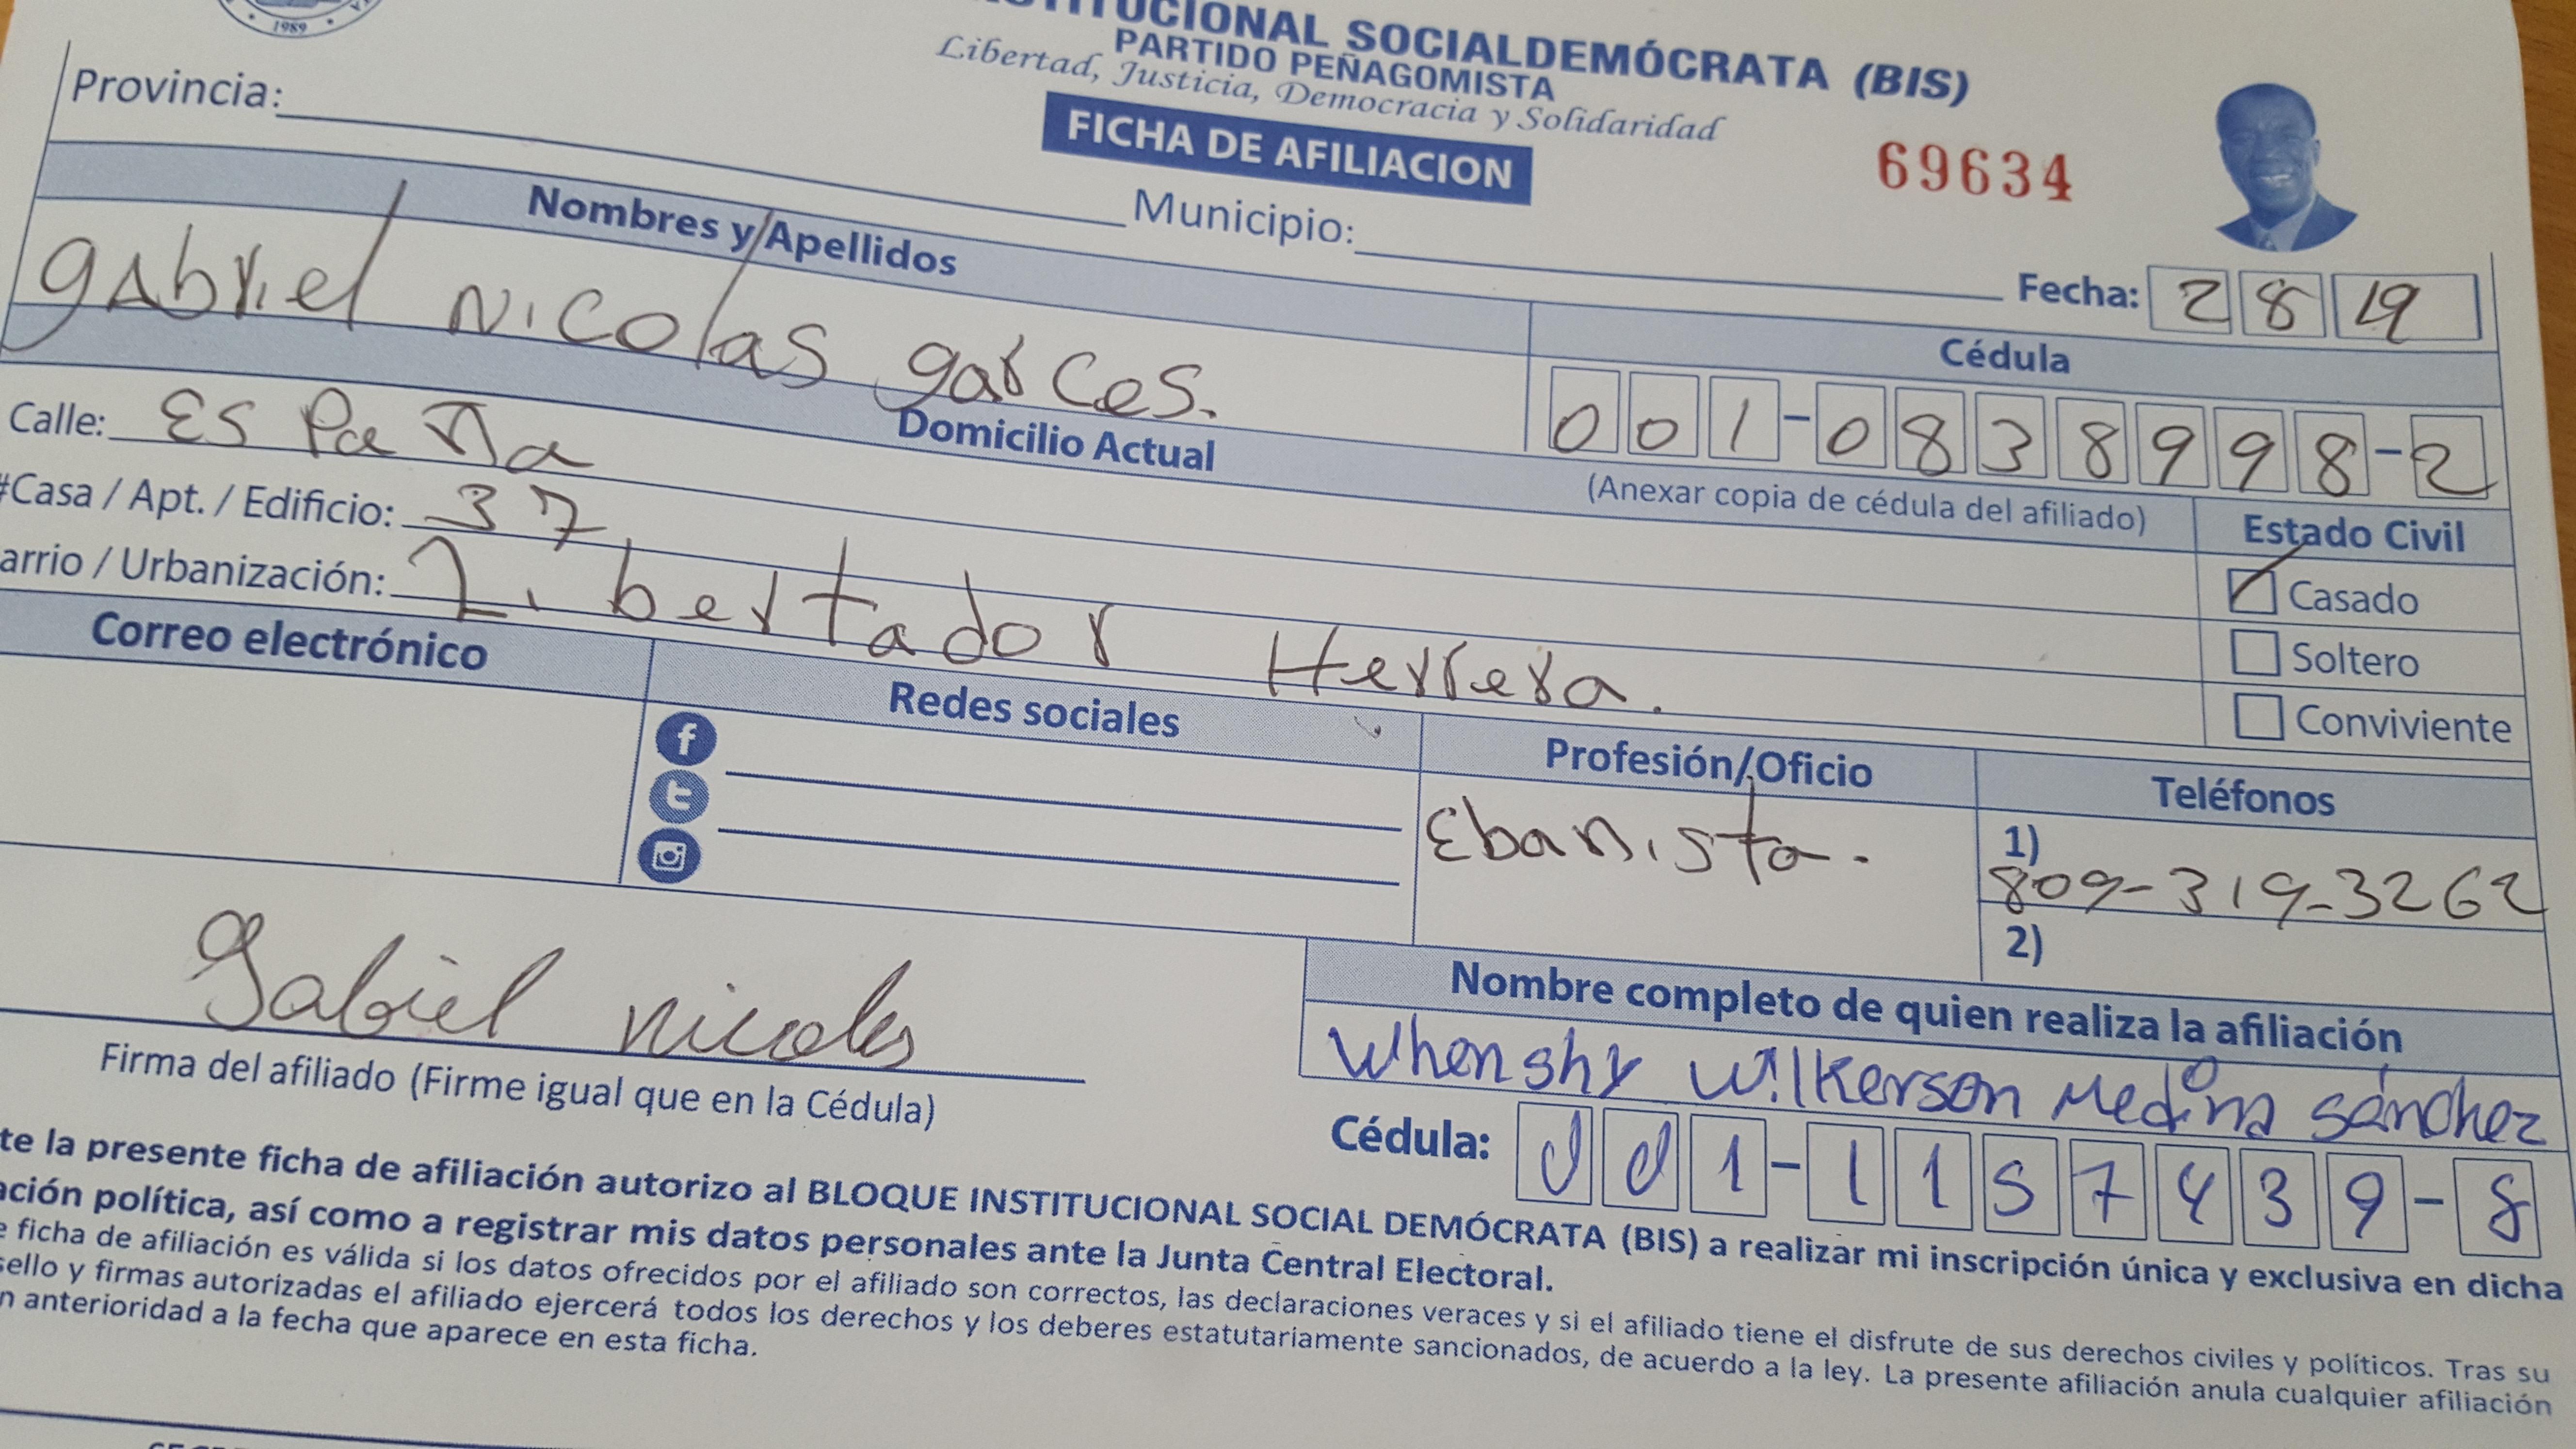 1989
INSTITUCIONAL SOCIALDEMÓCRATA (BIS)
PARTIDO PEÑAGOMISTA
Libertad, Justicia, Democracia y Solidaridad
FICHA DE AFILIACION
69634
Provincia:
Municipio:
Fecha: 2 8 19
Nombres y Apellidos
gabriel Nicolas garces.
Cédula
001-0838998-2
(Anexar copia de cédula del afiliado)
Domicilio Actual
Calle: España
#Casa / Apt. / Edificio: 37
arrio / Urbanización: Libertador Herrera.
Estado Civil
Casado
Soltero
Conviviente
Correo electrónico
Redes sociales
Profesión/Oficio
Ebanista.
Teléfonos
1)
809-319-3262
2)
Gabriel Nicolas
Firma del afiliado (Firme igual que en la Cédula)
Nombre completo de quien realiza la afiliación
Whenshy Wilkerson Medina Sánchez
Cédula: 001-1157439-8
te la presente ficha de afiliación autorizo al BLOQUE INSTITUCIONAL SOCIAL DEMÓCRATA (BIS) a realizar mi inscripción única y exclusiva en dicha
ación política, así como a registrar mis datos personales ante la Junta Central Electoral.
e ficha de afiliación es válida si los datos ofrecidos por el afiliado son correctos, las declaraciones veraces y si el afiliado tiene el disfrute de sus derechos civiles y políticos. Tras su
sello y firmas autorizadas el afiliado ejercerá todos los derechos y los deberes estatutariamente sancionados, de acuerdo a la ley. La presente afiliación anula cualquier afiliación
n anterioridad a la fecha que aparece en esta ficha.